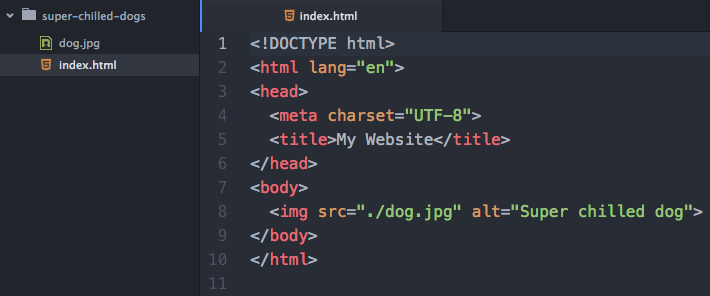 super-chilled-dogs
dog.jpg
index.html
index.html
1 <!DOCTYPE html>
2 <html lang="en">
3 <head>
4   <meta charset="UTF-8">
5   <title>My Website</title>
6 </head>
7 <body>
8   <img src="./dog.jpg" alt="Super chilled dog">
9 </body>
10 </html>
11